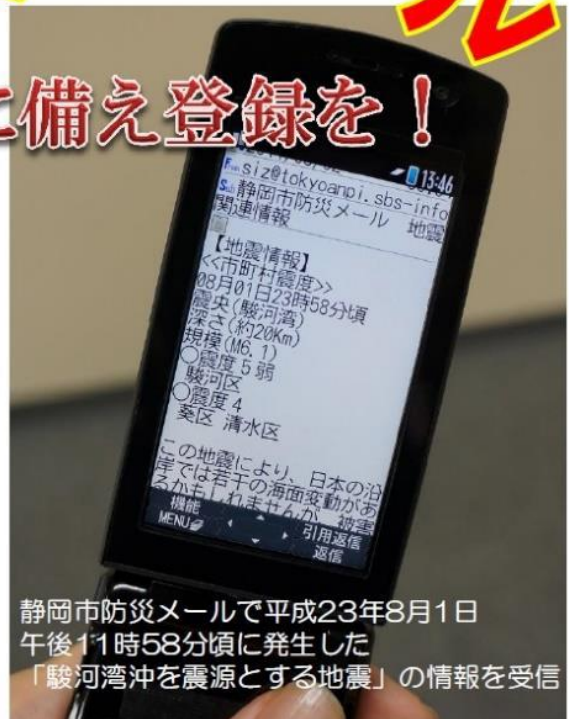 に備え登録を！
13:46
From siz@tokyoanpi.sbs-info
Sub 静岡市防災メール 地震
関連情報
【地震情報】
<<市町村震度>>
08月01日23時58分頃
震央(駿河湾)
深さ(約20Km)
規模(M6.1)
○震度５弱
駿河区
○震度４
葵区 清水区
この地震により、日本の沿
岸では若干の海面変動があ
るかもしれませんが、被害
機能
MENU
引用返信
返信
静岡市防災メールで平成23年8月1日
午後11時58分頃に発生した
「駿河湾沖を震源とする地震」の情報を受信